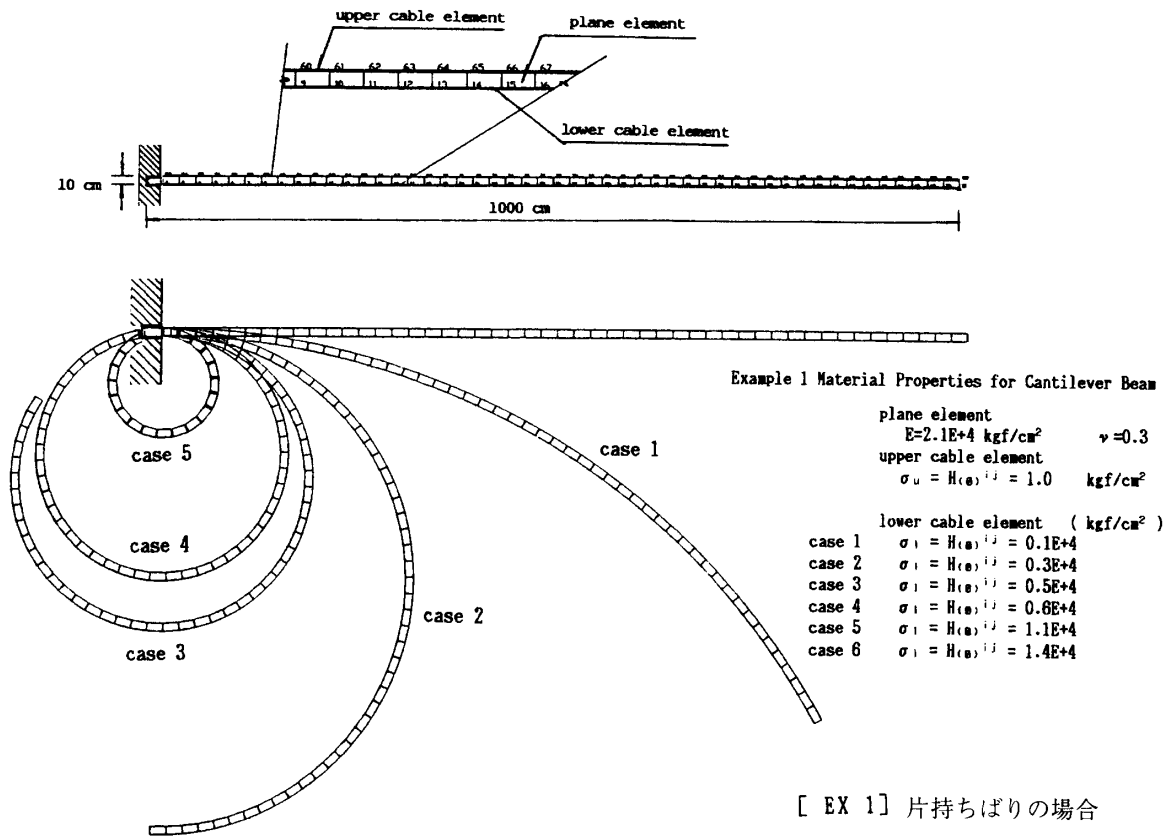 upper cable element
plane element
60 61 62 63 64 65 66 67
9 10 11 12 13 14 15 16
lower cable element
10 cm
1000 cm
Example 1 Material Properties for Cantilever Beam
plane element
E=2.1E+4 kgf/cm² ν=0.3
upper cable element
σᵤ = H₍ₑ₎ⁱʲ = 1.0 kgf/cm²
lower cable element ( kgf/cm² )
case 1 σₗ = H₍ₑ₎ⁱʲ = 0.1E+4
case 2 σₗ = H₍ₑ₎ⁱʲ = 0.3E+4
case 3 σₗ = H₍ₑ₎ⁱʲ = 0.5E+4
case 4 σₗ = H₍ₑ₎ⁱʲ = 0.6E+4
case 5 σₗ = H₍ₑ₎ⁱʲ = 1.1E+4
case 6 σₗ = H₍ₑ₎ⁱʲ = 1.4E+4
case 1
case 5
case 4
case 2
case 3
[ EX 1] 片持ちばりの場合